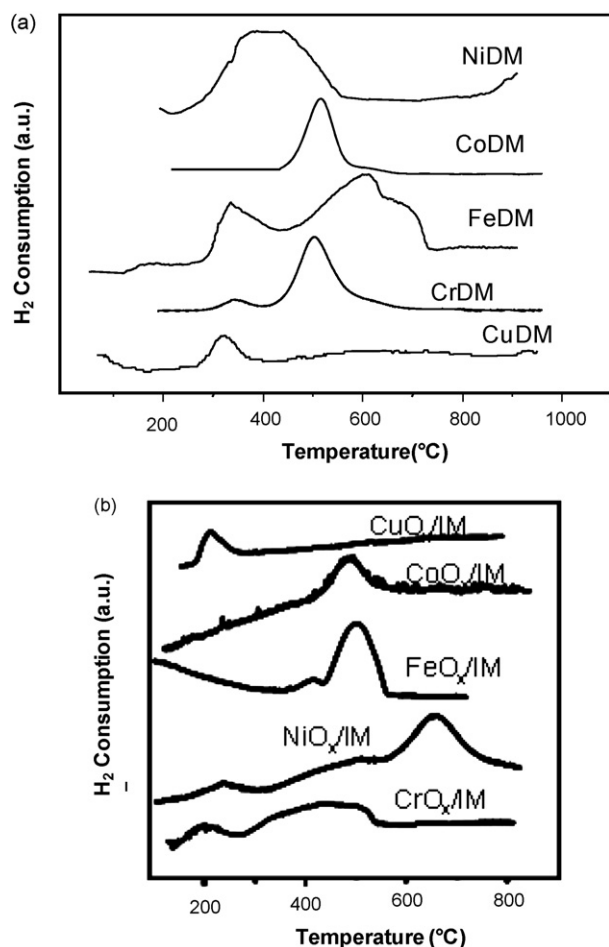 (a)
NiDM
CoDM
FeDM
CrDM
CuDM
H₂ Consumption (a.u.)
200 400 600 800 1000
Temperature(°C)
(b)
CuOₓ/IM
CoOₓ/IM
FeOₓ/IM
NiOₓ/IM
CrOₓ/IM
H₂ Consumption (a.u.)
200 400 600 800
Temperature (°C)